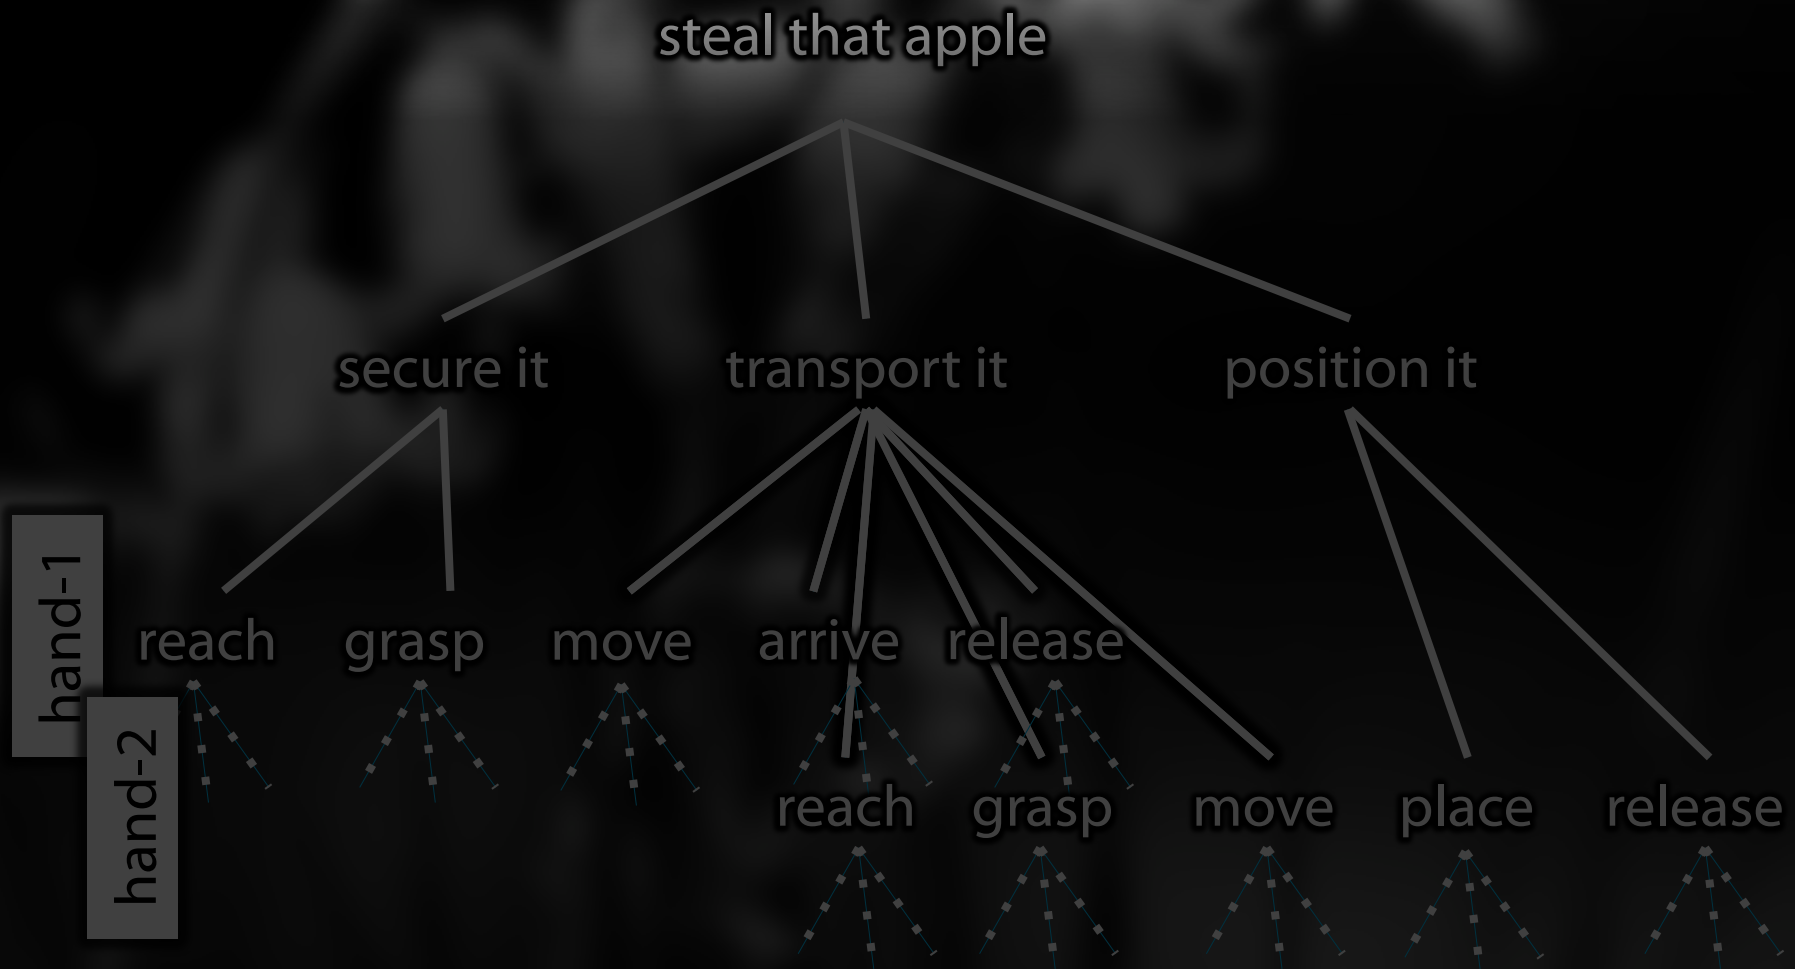 steal that apple
secure it
transport it
position it
hand-1
reach
grasp
move
arrive
release
hand-2
reach
grasp
move
place
release